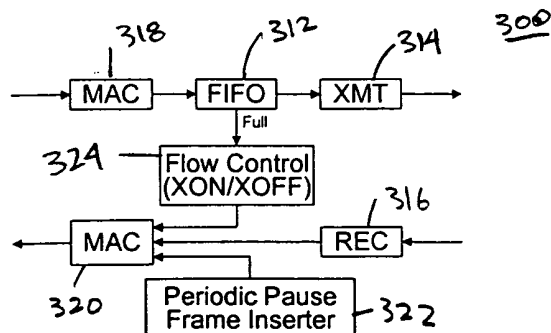 318 312 314 300
MAC FIFO XMT
Full
324
Flow Control
(XON/XOFF)
316
MAC REC
320
Periodic Pause
Frame Inserter
322